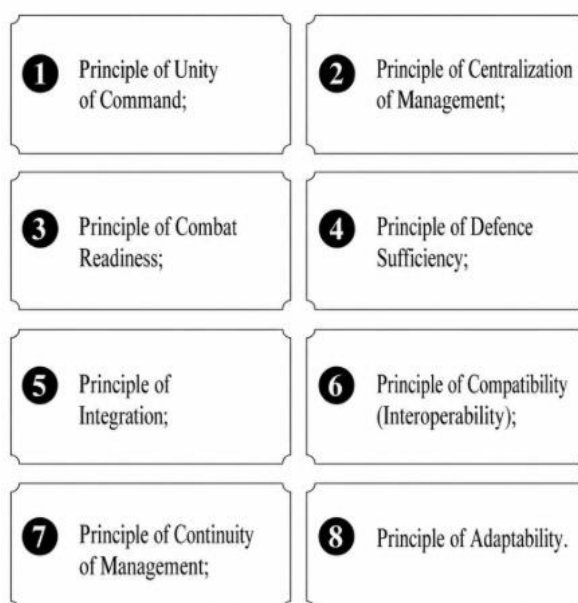 1 Principle of Unity
of Command;
2 Principle of Centralization
of Management;
3 Principle of Combat
Readiness;
4 Principle of Defence
Sufficiency;
5 Principle of
Integration;
6 Principle of Compatibility
(Interoperability);
7 Principle of Continuity
of Management;
8 Principle of Adaptability.